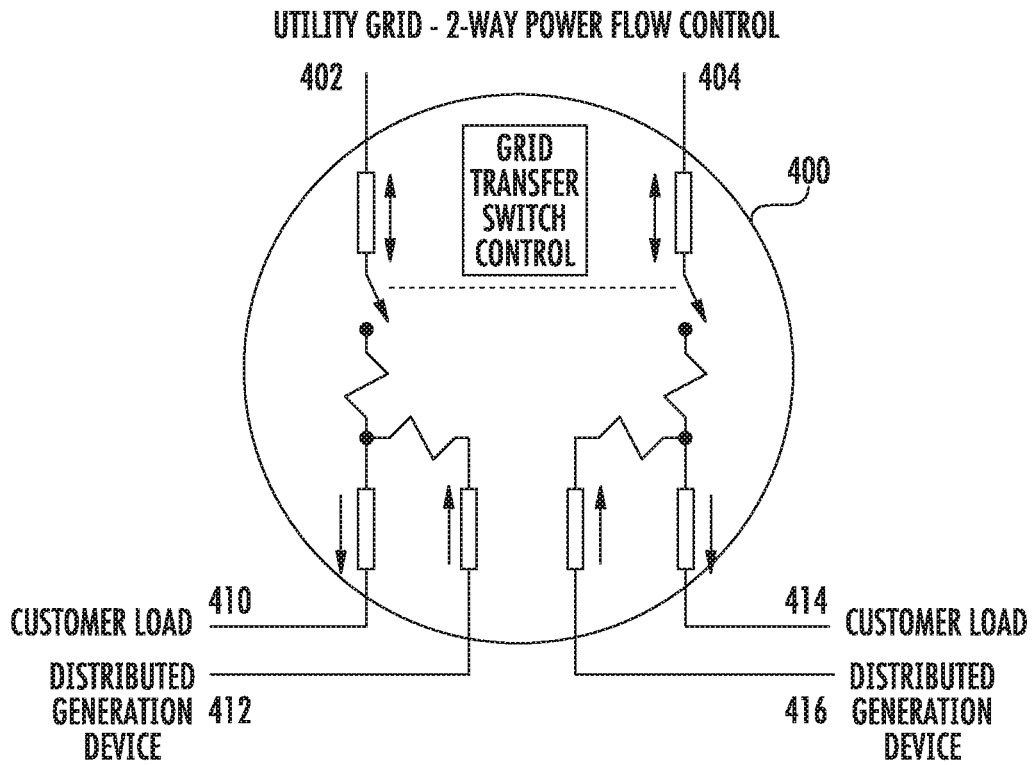 UTILITY GRID - 2-WAY POWER FLOW CONTROL
402
404
GRID
TRANSFER
SWITCH
CONTROL
400
410
CUSTOMER LOAD
414
CUSTOMER LOAD
DISTRIBUTED
GENERATION
DEVICE
412
416
DISTRIBUTED
GENERATION
DEVICE